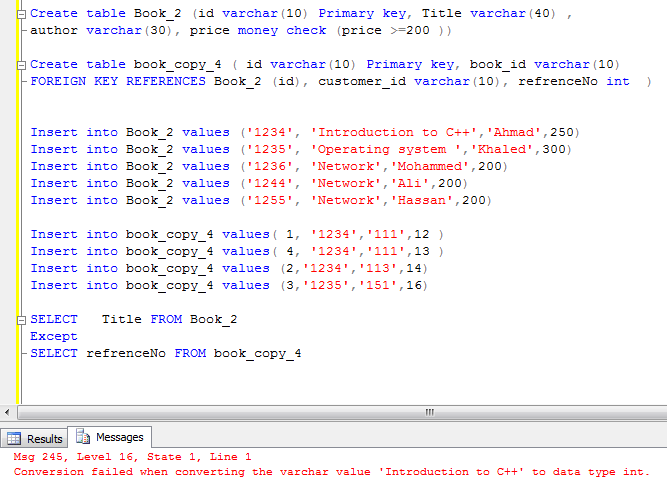 Create table Book_2 (id varchar(10) Primary key, Title varchar(40) ,
author varchar(30), price money check (price >=200 ))
Create table book_copy_4 ( id varchar(10) Primary key, book_id varchar(10)
FOREIGN KEY REFERENCES Book_2 (id), customer_id varchar(10), refrenceNo int )
Insert into Book_2 values ('1234', 'Introduction to C++','Ahmad',250)
Insert into Book_2 values ('1235', 'Operating system ','Khaled',300)
Insert into Book_2 values ('1236', 'Network','Mohammed',200)
Insert into Book_2 values ('1244', 'Network','Ali',200)
Insert into Book_2 values ('1255', 'Network','Hassan',200)
Insert into book_copy_4 values( 1, '1234','111',12 )
Insert into book_copy_4 values( 4, '1234','111',13 )
Insert into book_copy_4 values (2,'1234','113',14)
Insert into book_copy_4 values (3,'1235','151',16)
SELECT Title FROM Book_2
Except
SELECT refrenceNo FROM book_copy_4
Results Messages
Msg 245, Level 16, State 1, Line 1
Conversion failed when converting the varchar value 'Introduction to C++' to data type int.